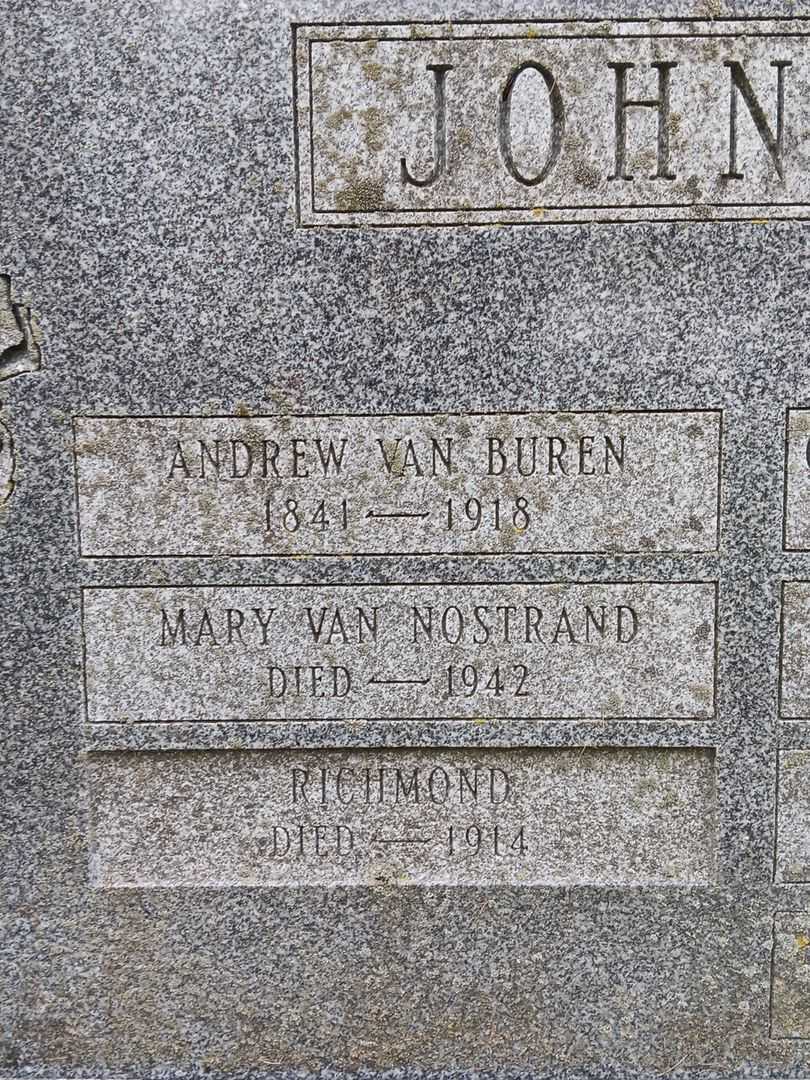 JOHN
ANDREW VAN BUREN
1841 — 1918
MARY VAN NOSTRAND
DIED — 1942
RICHMOND
DIED — 1914